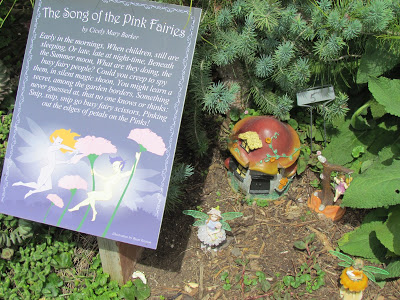 The Song of the Pink Fairies
by Cicely Mary Barker
Early in the mornings, When children, still are
sleeping, Or late, late at night-time, Beneath
the Summer moon, What are they doing, the
busy fairy people? Could you creep to spy
them, in silent magic shoon, You might learn a
secret, among the garden borders, Something
never guessed at, that no one knows or thinks:
Snip, snip, snip go busy fairy scissors, Pinking
out the edges of petals on the Pinks!